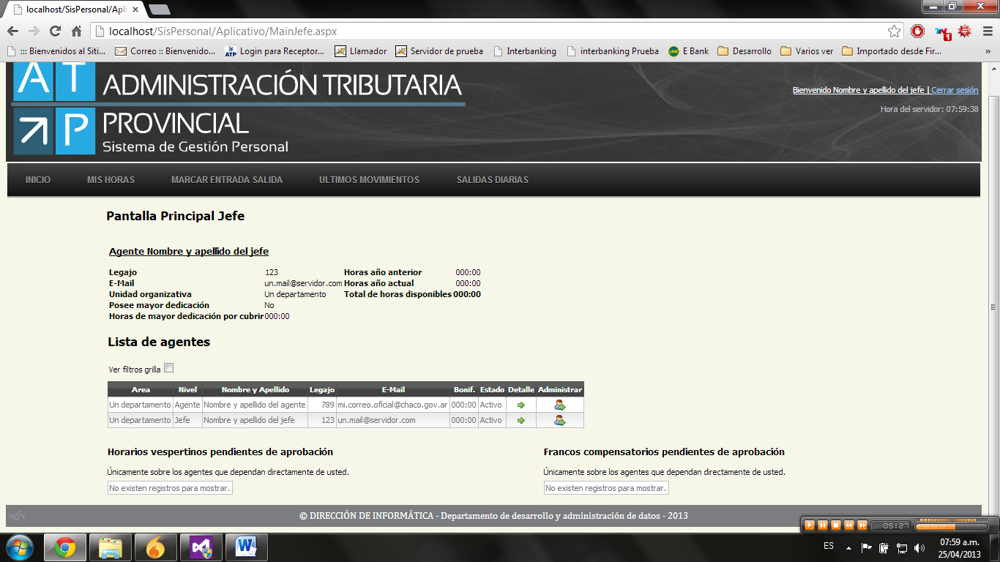 localhost/SisPersonal/Apli
localhost/SisPersonal/Aplicativo/MainJefe.aspx
::: Bienvenidos al Siti... Correo :: Bienvenido... ATP Login para Receptor... Llamador Servidor de prueba Interbanking interbanking Prueba LINK E Bank Desarrollo Varios ver Importado desde Fir... »
AT ADMINISTRACIÓN TRIBUTARIA
P PROVINCIAL
Sistema de Gestión Personal
Bienvenido Nombre y apellido del jefe | Cerrar sesión
Hora del servidor: 07:59:38
INICIO MIS HORAS MARCAR ENTRADA SALIDA ULTIMOS MOVIMIENTOS SALIDAS DIARIAS
Pantalla Principal Jefe
Agente Nombre y apellido del jefe
Legajo 123 Horas año anterior 000:00
E-Mail un.mail@servidor.com Horas año actual 000:00
Unidad organizativa Un departamento Total de horas disponibles 000:00
Posee mayor dedicación No
Horas de mayor dedicación por cubrir 000:00
Lista de agentes
Ver filtros grilla
Area Nivel Nombre y Apellido Legajo E-Mail Bonif. Estado Detalle Administrar
Un departamento Agente Nombre y apellido del agente 789 mi.correo.oficial@chaco.gov.ar 000:00 Activo
Un departamento Jefe Nombre y apellido del jefe 123 un.mail@servidor.com 000:00 Activo
Horarios vespertinos pendientes de aprobación
Únicamente sobre los agentes que dependan directamente de usted.
No existen registros para mostrar.
Francos compensatorios pendientes de aprobación
Únicamente sobre los agentes que dependan directamente de usted.
No existen registros para mostrar.
© DIRECCIÓN DE INFORMÁTICA - Departamento de desarrollo y administración de datos - 2013
05:27
ES 07:59 a.m.
25/04/2013